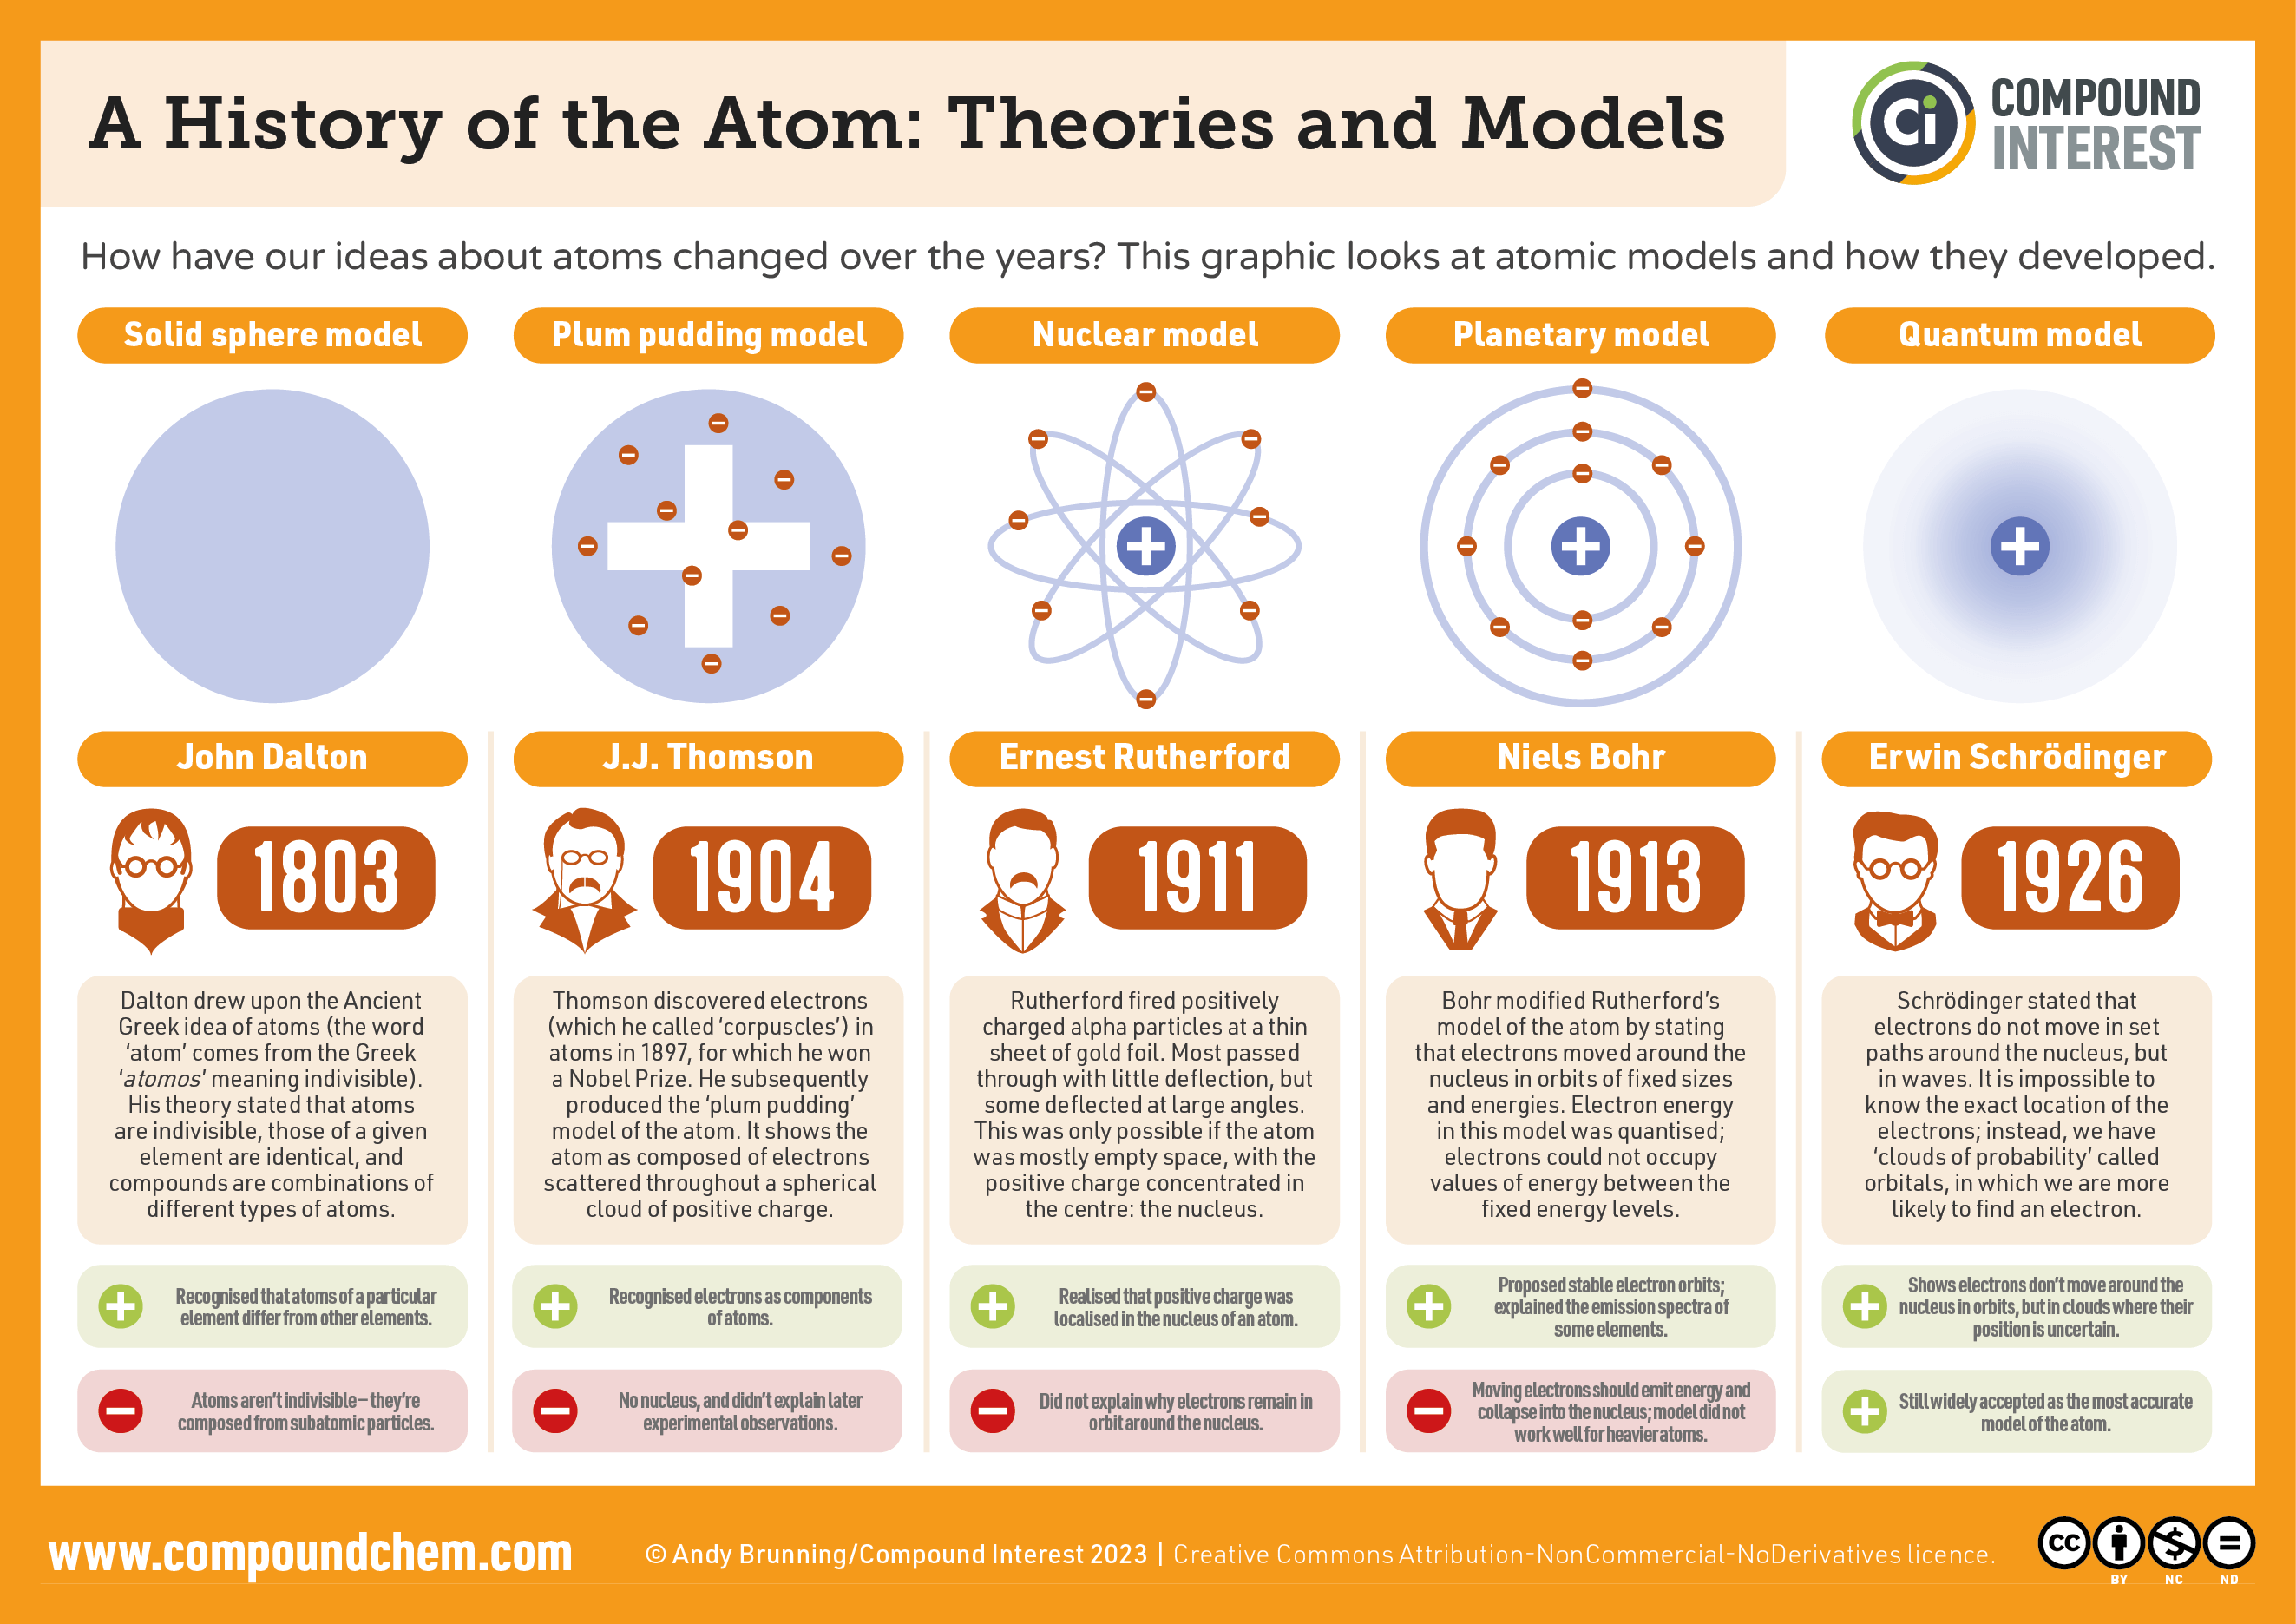 A History of the Atom: Theories and Models
Ci
COMPOUND
INTEREST
How have our ideas about atoms changed over the years? This graphic looks at atomic models and how they developed.
Solid sphere model
Plum pudding model
Nuclear model
Planetary model
Quantum model
John Dalton
1803
Dalton drew upon the Ancient
Greek idea of atoms (the word
‘atom’ comes from the Greek
‘atomos’ meaning indivisible).
His theory stated that atoms
are indivisible, those of a given
element are identical, and
compounds are combinations of
different types of atoms.
Recognised that atoms of a particular
element differ from other elements.
Atoms aren’t indivisible – they’re
composed from subatomic particles.
J.J. Thomson
1904
Thomson discovered electrons
(which he called ‘corpuscles’) in
atoms in 1897, for which he won
a Nobel Prize. He subsequently
produced the ‘plum pudding’
model of the atom. It shows the
atom as composed of electrons
scattered throughout a spherical
cloud of positive charge.
Recognised electrons as components
of atoms.
No nucleus, and didn’t explain later
experimental observations.
Ernest Rutherford
1911
Rutherford fired positively
charged alpha particles at a thin
sheet of gold foil. Most passed
through with little deflection, but
some deflected at large angles.
This was only possible if the atom
was mostly empty space, with the
positive charge concentrated in
the centre: the nucleus.
Realised that positive charge was
localised in the nucleus of an atom.
Did not explain why electrons remain in
orbit around the nucleus.
Niels Bohr
1913
Bohr modified Rutherford’s
model of the atom by stating
that electrons moved around the
nucleus in orbits of fixed sizes
and energies. Electron energy
in this model was quantised;
electrons could not occupy
values of energy between the
fixed energy levels.
Proposed stable electron orbits;
explained the emission spectra of
some elements.
Moving electrons should emit energy and
collapse into the nucleus; model did not
work well for heavier atoms.
Erwin Schrödinger
1926
Schrödinger stated that
electrons do not move in set
paths around the nucleus, but
in waves. It is impossible to
know the exact location of the
electrons; instead, we have
‘clouds of probability’ called
orbitals, in which we are more
likely to find an electron.
Shows electrons don’t move around the
nucleus in orbits, but in clouds where their
position is uncertain.
Still widely accepted as the most accurate
model of the atom.
www.compoundchem.com
© Andy Brunning/Compound Interest 2023 | Creative Commons Attribution-NonCommercial-NoDerivatives licence.
CC
BY NC ND